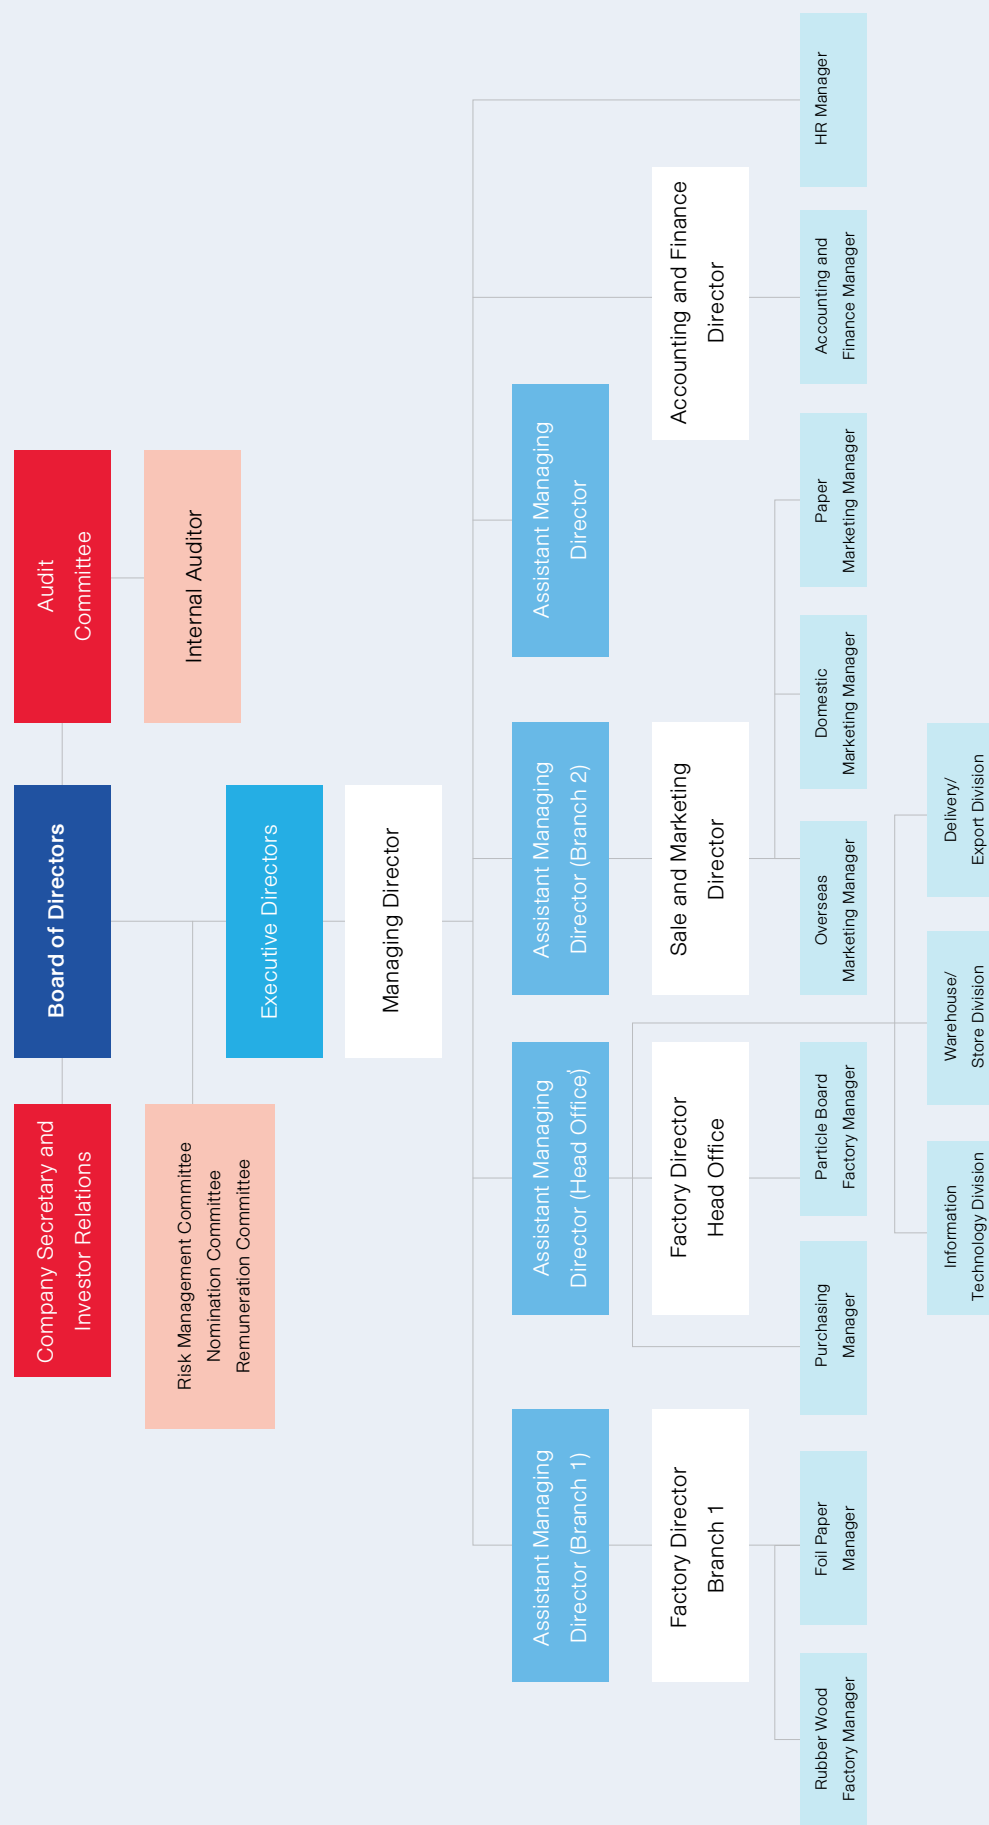 Company Secretary and
Investor Relations
Board of Directors
Audit
Committee
Risk Management Committee
Nomination Committee
Remuneration Committee
Internal Auditor
Executive Directors
Managing Director
Assistant Managing
Director (Branch 1)
Assistant Managing
Director (Head Office)
Assistant Managing
Director (Branch 2)
Assistant Managing
Director
Factory Director
Branch 1
Factory Director
Head Office
Sale and Marketing
Director
Accounting and Finance
Director
Rubber Wood
Factory Manager
Foil Paper
Manager
Purchasing
Manager
Particle Board
Factory Manager
Overseas
Marketing Manager
Domestic
Marketing Manager
Paper
Marketing Manager
Accounting and
Finance Manager
HR Manager
Information
Technology Division
Warehouse/
Store Division
Delivery/
Export Division